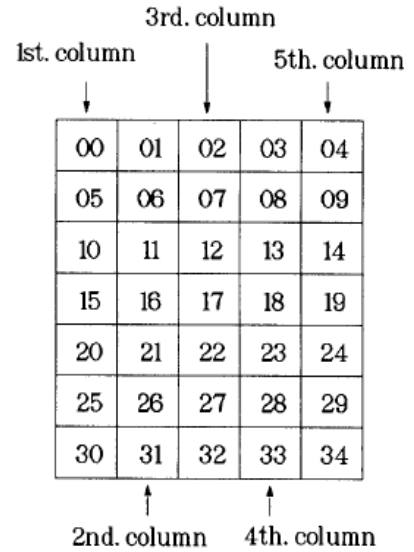 3rd. column
1st. column 5th. column
00 01 02 03 04
05 06 07 08 09
10 11 12 13 14
15 16 17 18 19
20 21 22 23 24
25 26 27 28 29
30 31 32 33 34
2nd. column 4th. column